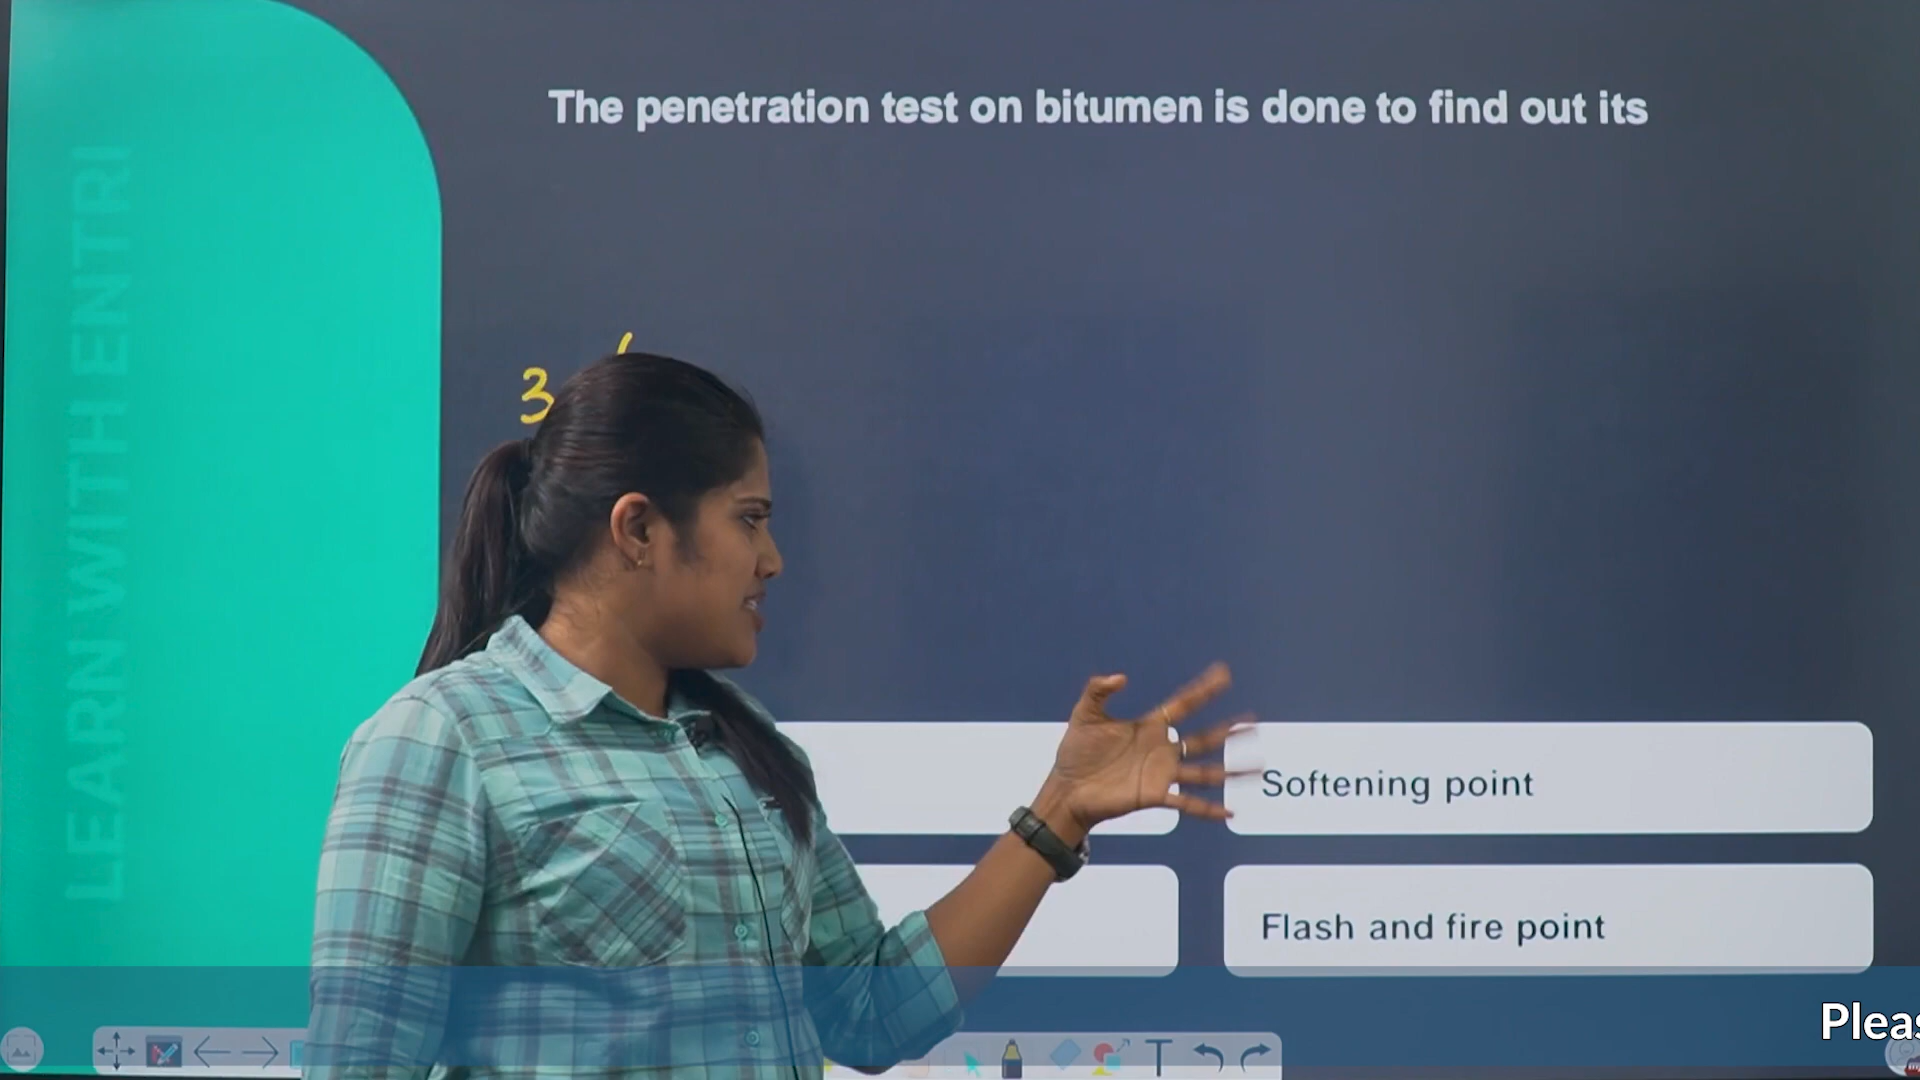 The penetration test on bitumen is done to find out its
LEARN WITH ENTRI
3
Softening point
Flash and fire point
T